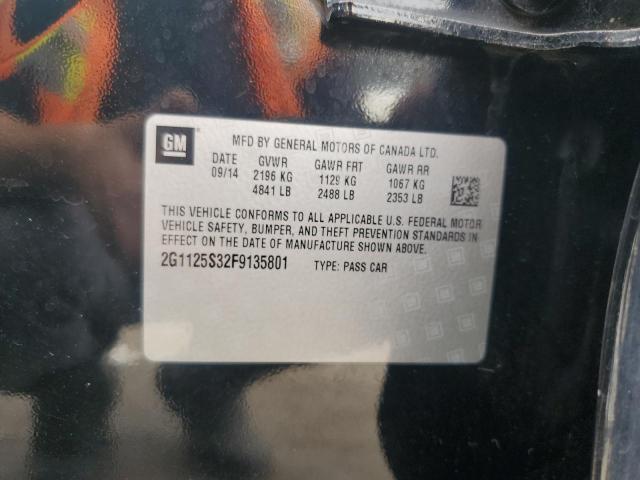 GM
MFD BY GENERAL MOTORS OF CANADA LTD.
DATE GVWR GAWR FRT GAWR RR
09/14 2196 KG 1129 KG 1067 KG
4841 LB 2488 LB 2353 LB
THIS VEHICLE CONFORMS TO ALL APPLICABLE U.S. FEDERAL MOTOR
VEHICLE SAFETY, BUMPER, AND THEFT PREVENTION STANDARDS IN
EFFECT ON THE DATE OF MANUFACTURE SHOWN ABOVE.
2G1125S32F9135801 TYPE: PASS CAR